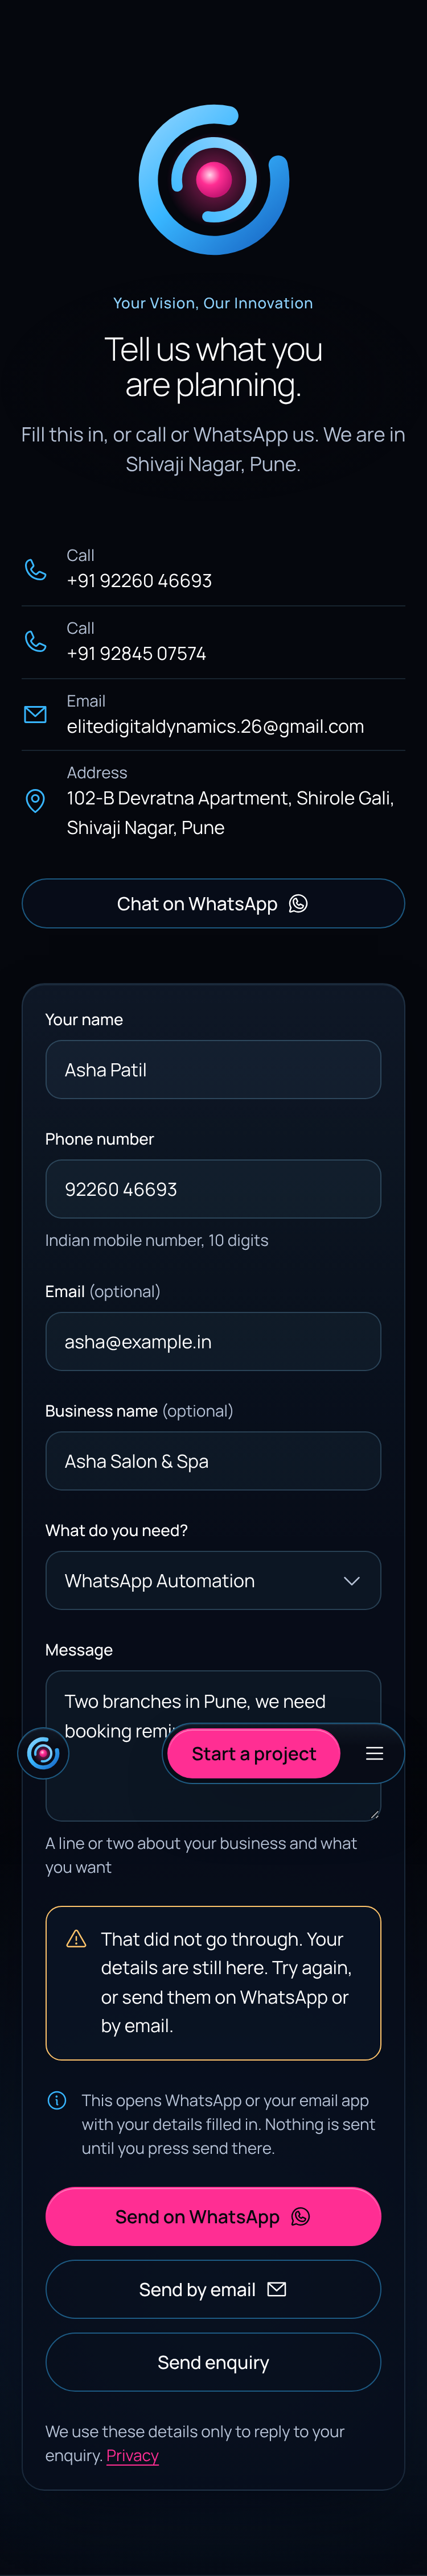 Your Vision, Our Innovation
Tell us what you
are planning.
Fill this in, or call or WhatsApp us. We are in
Shivaji Nagar, Pune.
Call
+91 92260 46693
Call
+91 92845 07574
Email
elitedigitaldynamics.26@gmail.com
Address
102-B Devratna Apartment, Shirole Gali,
Shivaji Nagar, Pune
Chat on WhatsApp
Your name
Asha Patil
Phone number
92260 46693
Indian mobile number, 10 digits
Email (optional)
asha@example.in
Business name (optional)
Asha Salon & Spa
What do you need?
WhatsApp Automation
Message
Two branches in Pune, we need
booking
Start a project
A line or two about your business and what
you want
That did not go through. Your
details are still here. Try again,
or send them on WhatsApp or
by email.
This opens WhatsApp or your email app
with your details filled in. Nothing is sent
until you press send there.
Send on WhatsApp
Send by email
Send enquiry
We use these details only to reply to your
enquiry. Privacy